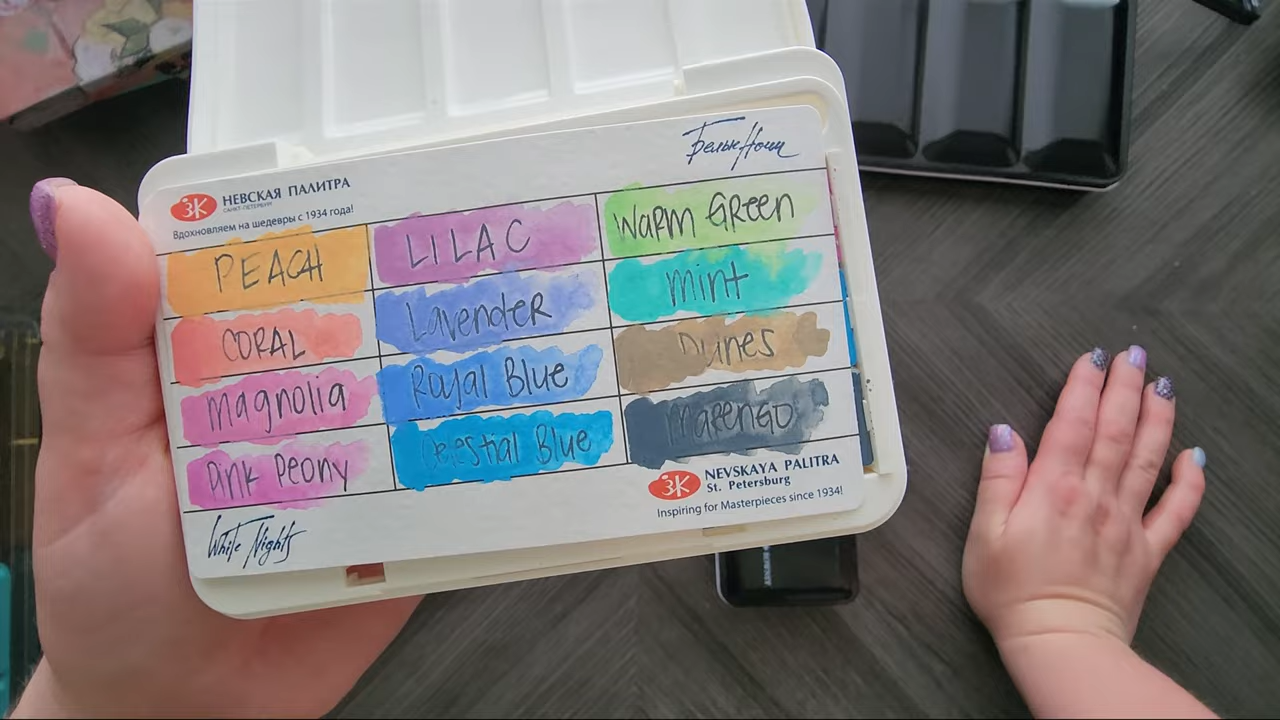 Белые Ночи
ЗК НЕВСКАЯ ПАЛИТРА
САНКТ-ПЕТЕРБУРГ
Вдохновляем на шедевры с 1934 года!
PEACH
CORAL
Magnolia
Pink Peony
LILAC
Lavender
Royal Blue
Celestial Blue
Warm Green
Mint
Dunes
Marengo
ЗК NEVSKAYA PALITRA
St. Petersburg
Inspiring for Masterpieces since 1934!
White Nights